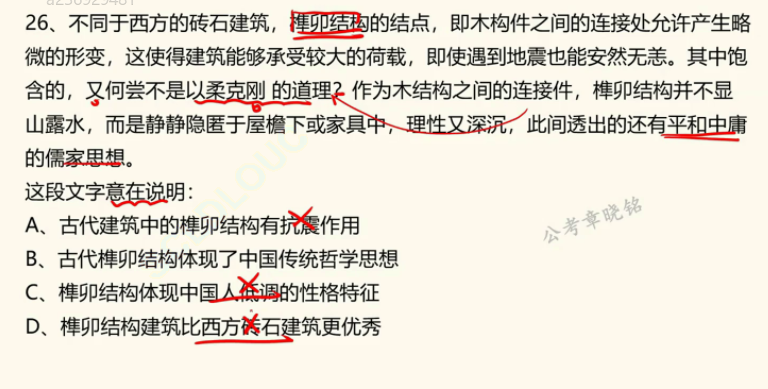 26、不同于西方的砖石建筑，榫卯结构的结点，即木构件之间的连接处允许产生略
微的形变，这使得建筑能够承受较大的荷载，即使遇到地震也能安然无恙。其中饱
含的，又何尝不是以柔克刚 的道理？作为木结构之间的连接件，榫卯结构并不显
山露水，而是静静隐匿于屋檐下或家具中，理性又深沉，此间透出的还有平和中庸
的儒家思想。
这段文字意在说明：
A、古代建筑中的榫卯结构有抗震作用
公考章晓铭
B、古代榫卯结构体现了中国传统哲学思想
C、榫卯结构体现中国人低调的性格特征
D、榫卯结构建筑比西方砖石建筑更优秀